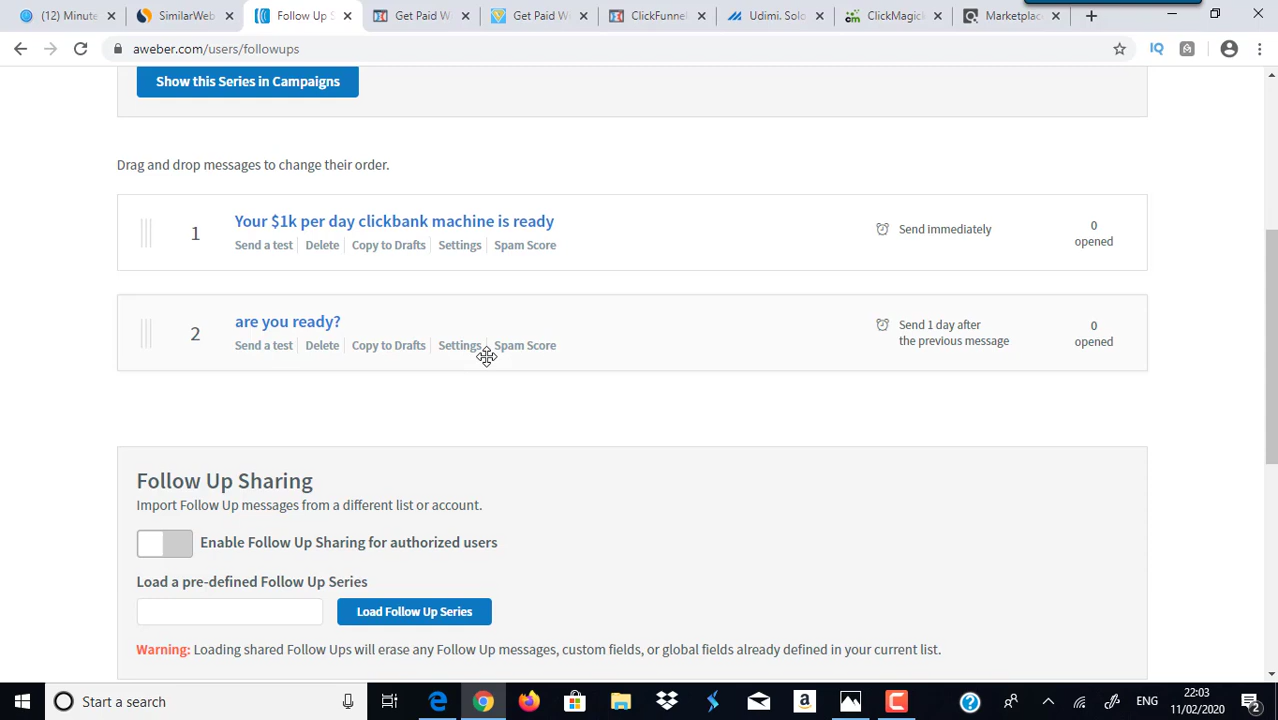 (12) Minute
SimilarWeb
Follow Up S
Get Paid W
Get Paid W
ClickFunnel
Udimi. Solo
ClickMagick
Marketplac
aweber.com/users/followups
IQ
Show this Series in Campaigns
Drag and drop messages to change their order.
1
Your $1k per day clickbank machine is ready
Send a test Delete Copy to Drafts Settings Spam Score
Send immediately
0
opened
2
are you ready?
Send a test Delete Copy to Drafts Settings Spam Score
Send 1 day after
the previous message
0
opened
Follow Up Sharing
Import Follow Up messages from a different list or account.
Enable Follow Up Sharing for authorized users
Load a pre-defined Follow Up Series
Load Follow Up Series
Warning: Loading shared Follow Ups will erase any Follow Up messages, custom fields, or global fields already defined in your current list.
Start a search
ENG
22:03
11/02/2020
2